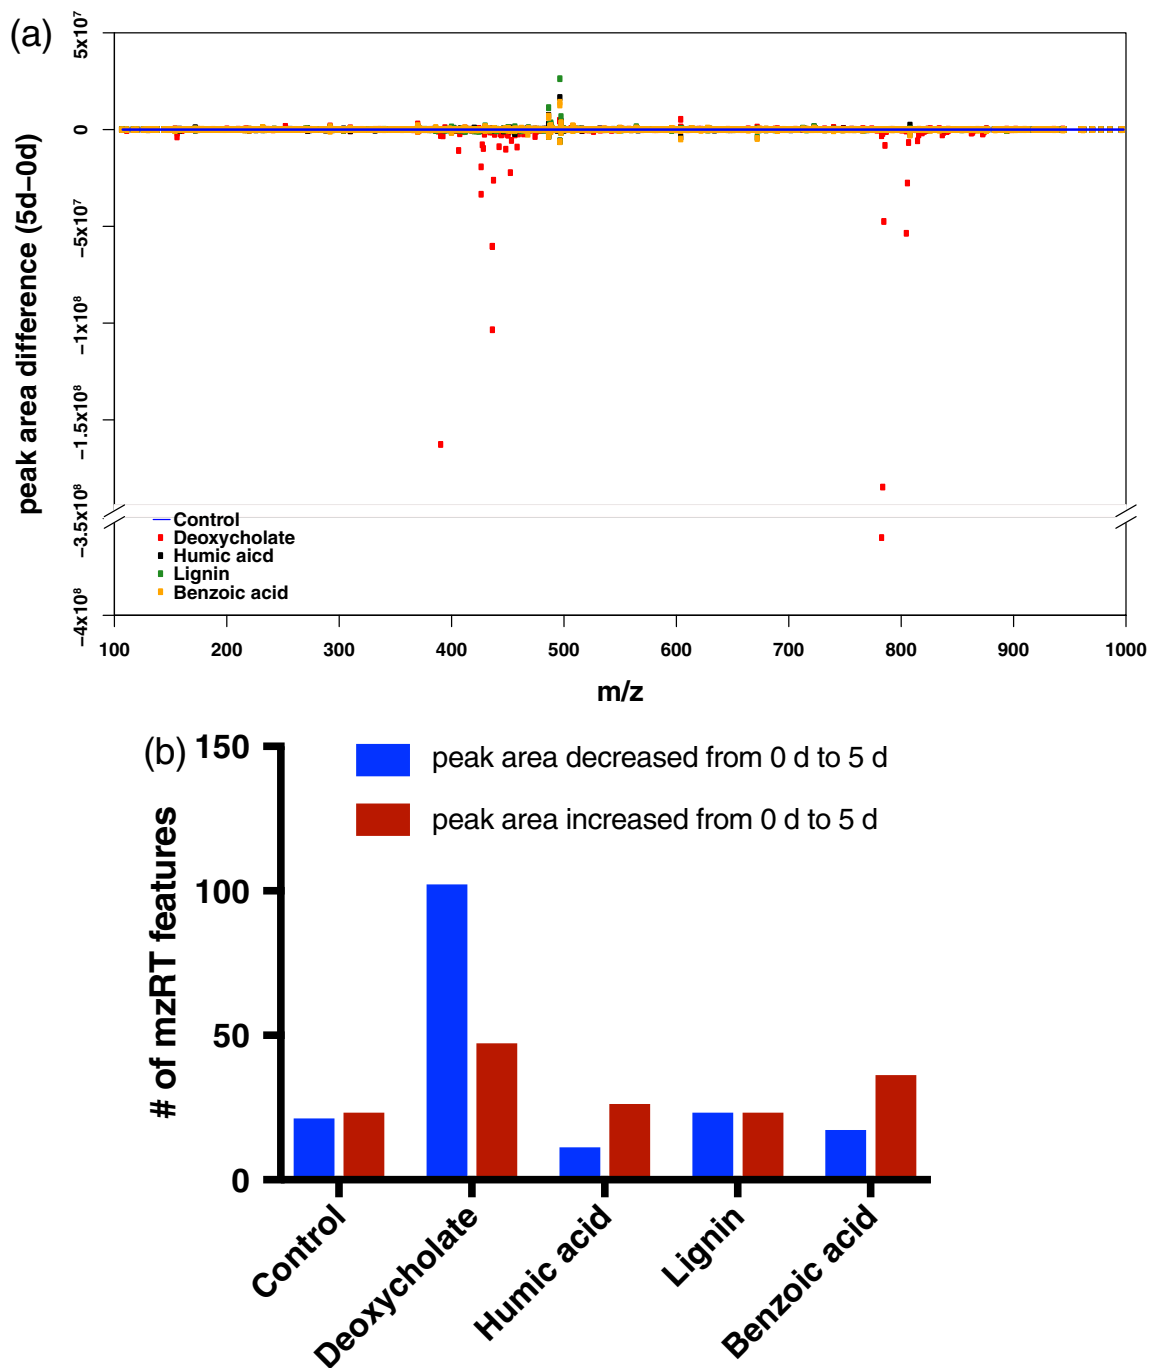 (a)
5x10⁷
0
−5x10⁷
−1x10⁸
−1.5x10⁸
−3.5x10⁸
−4x10⁸
peak area difference (5d−0d)
Control
Deoxycholate
Humic aicd
Lignin
Benzoic acid
100 200 300 400 500 600 700 800 900 1000
m/z
(b)
150
100
50
0
# of mzRT features
peak area decreased from 0 d to 5 d
peak area increased from 0 d to 5 d
Control
Deoxycholate
Humic acid
Lignin
Benzoic acid